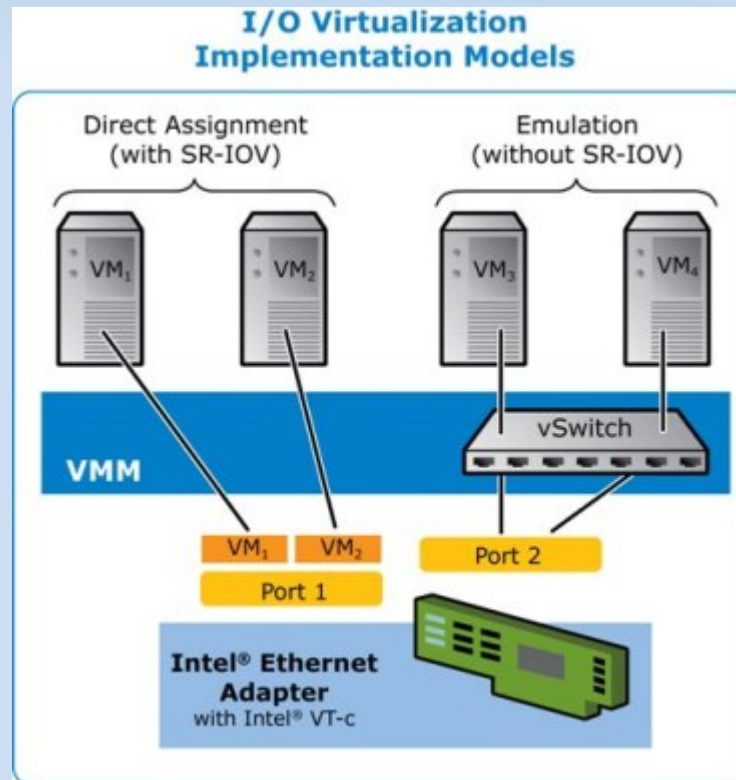 I/O Virtualization
Implementation Models
Direct Assignment
(with SR-IOV)
Emulation
(without SR-IOV)
VM₁
VM₂
VM₃
VM₄
vSwitch
VMM
VM₁
VM₂
Port 1
Port 2
Intel® Ethernet
Adapter
with Intel® VT-c